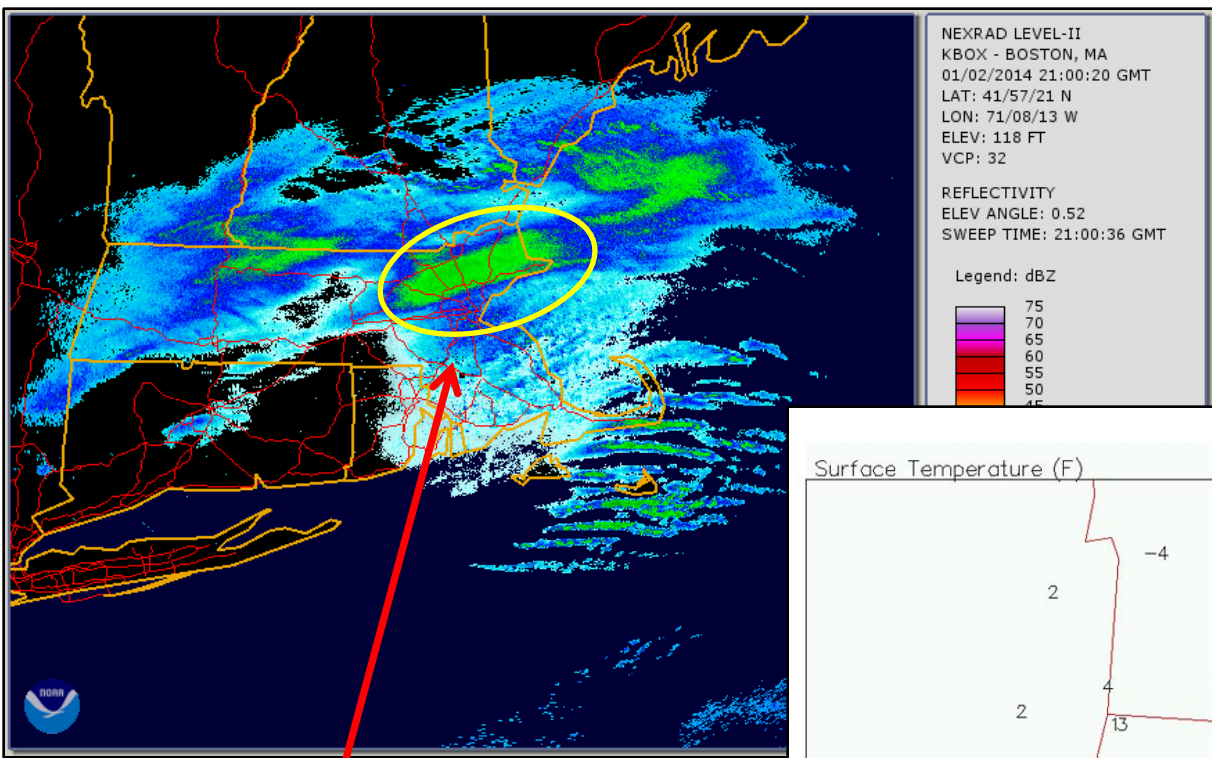 NEXRAD LEVEL-II
KBOX - BOSTON, MA
01/02/2014 21:00:20 GMT
LAT: 41/57/21 N
LON: 71/08/13 W
ELEV: 118 FT
VCP: 32
REFLECTIVITY
ELEV ANGLE: 0.52
SWEEP TIME: 21:00:36 GMT
Legend: dBZ
75
70
65
60
55
50
45
Surface Temperature (F)
-4
2
4
2
13
NOAA